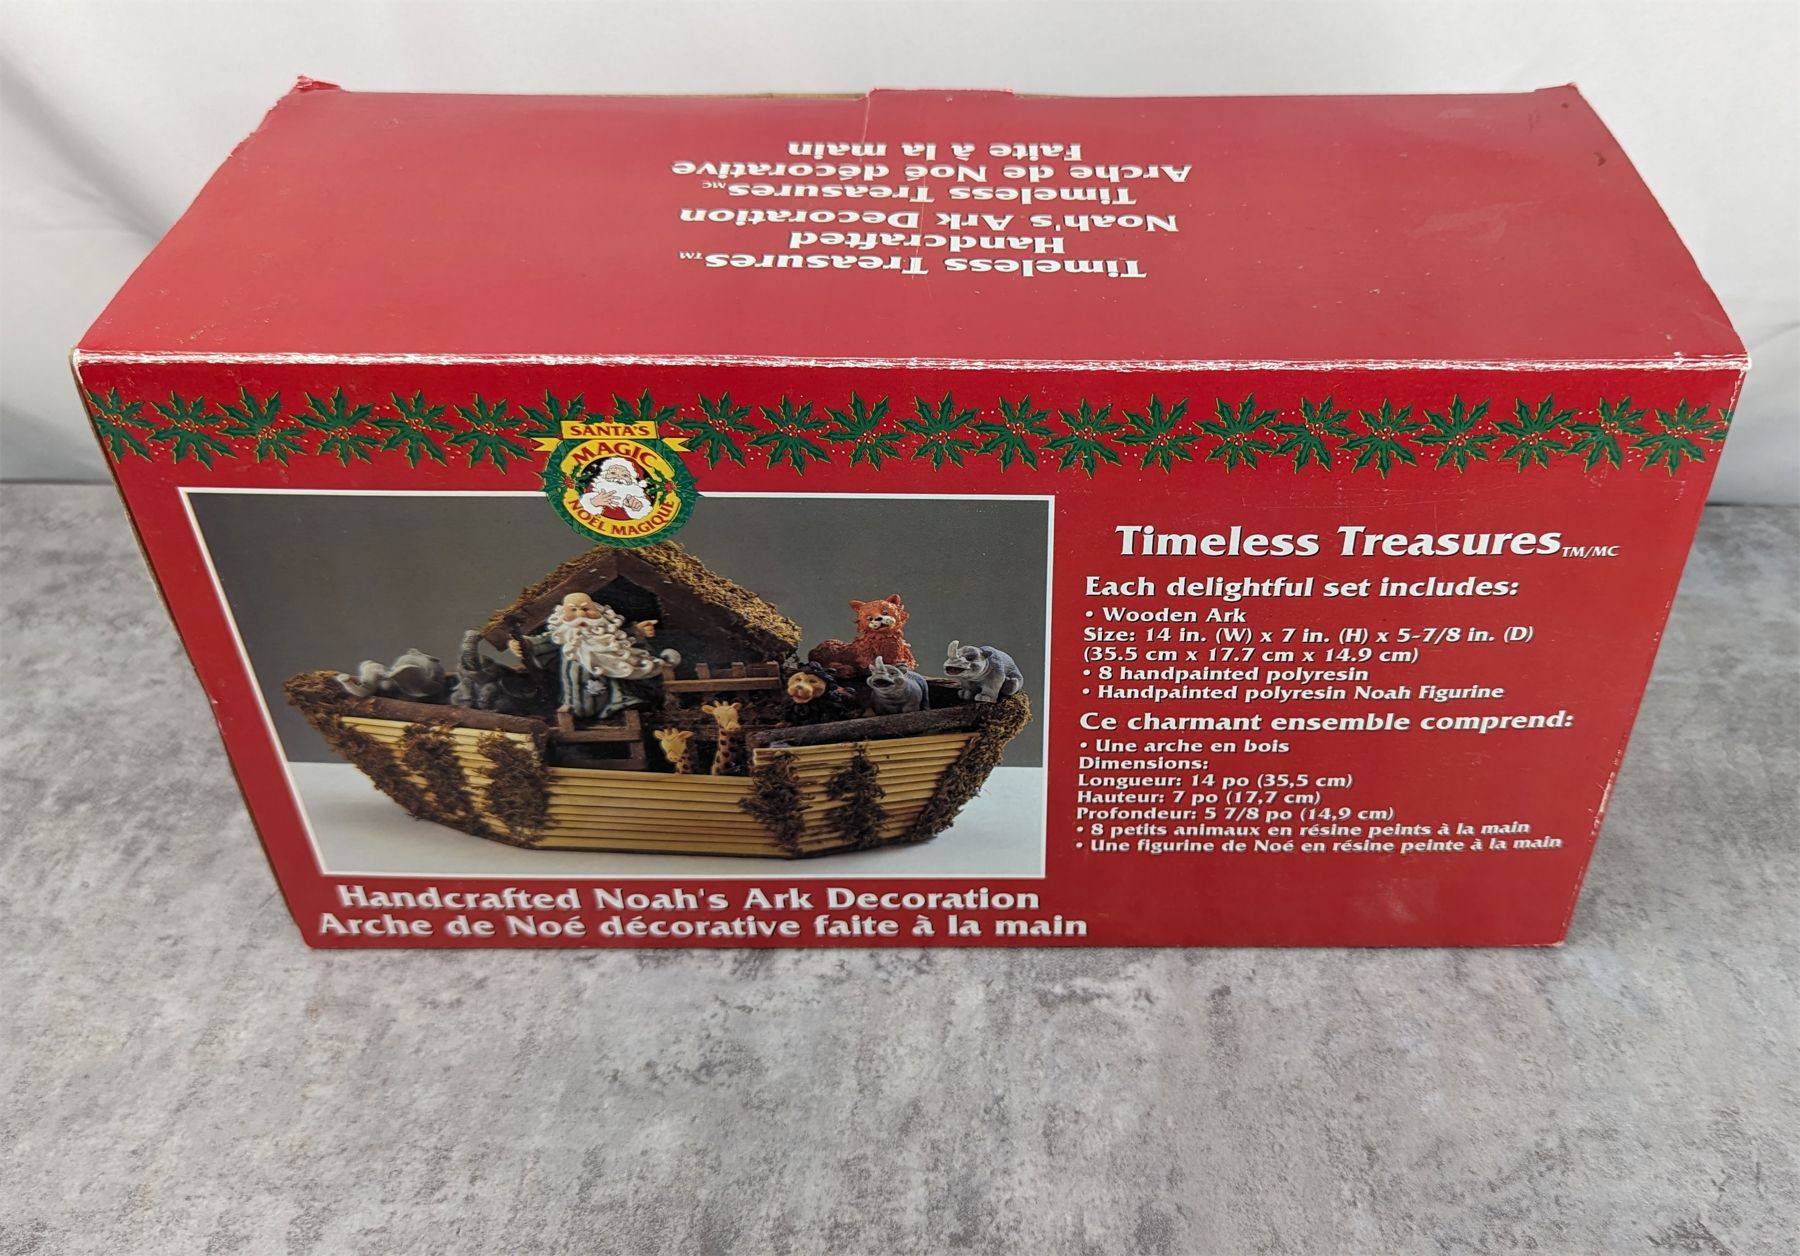 Timeless Treasures™
Handcrafted
Noah's Ark Decoration
Timeless TreasuresMC
Arche de Noé décorative
Faite à la main
SANTA'S
MAGIC
NOËL MAGIQUE
Timeless Treasures TM/MC
Each delightful set includes:
• Wooden Ark
Size: 14 in. (W) x 7 in. (H) x 5-7/8 in. (D)
(35.5 cm x 17.7 cm x 14.9 cm)
• 8 handpainted polyresin
• Handpainted polyresin Noah Figurine
Ce charmant ensemble comprend:
• Une arche en bois
Dimensions:
Longueur: 14 po (35,5 cm)
Hauteur: 7 po (17,7 cm)
Profondeur: 5 7/8 po (14,9 cm)
• 8 petits animaux en résine peints à la main
• Une figurine de Noé en résine peinte à la main
Handcrafted Noah's Ark Decoration
Arche de Noé décorative faite à la main